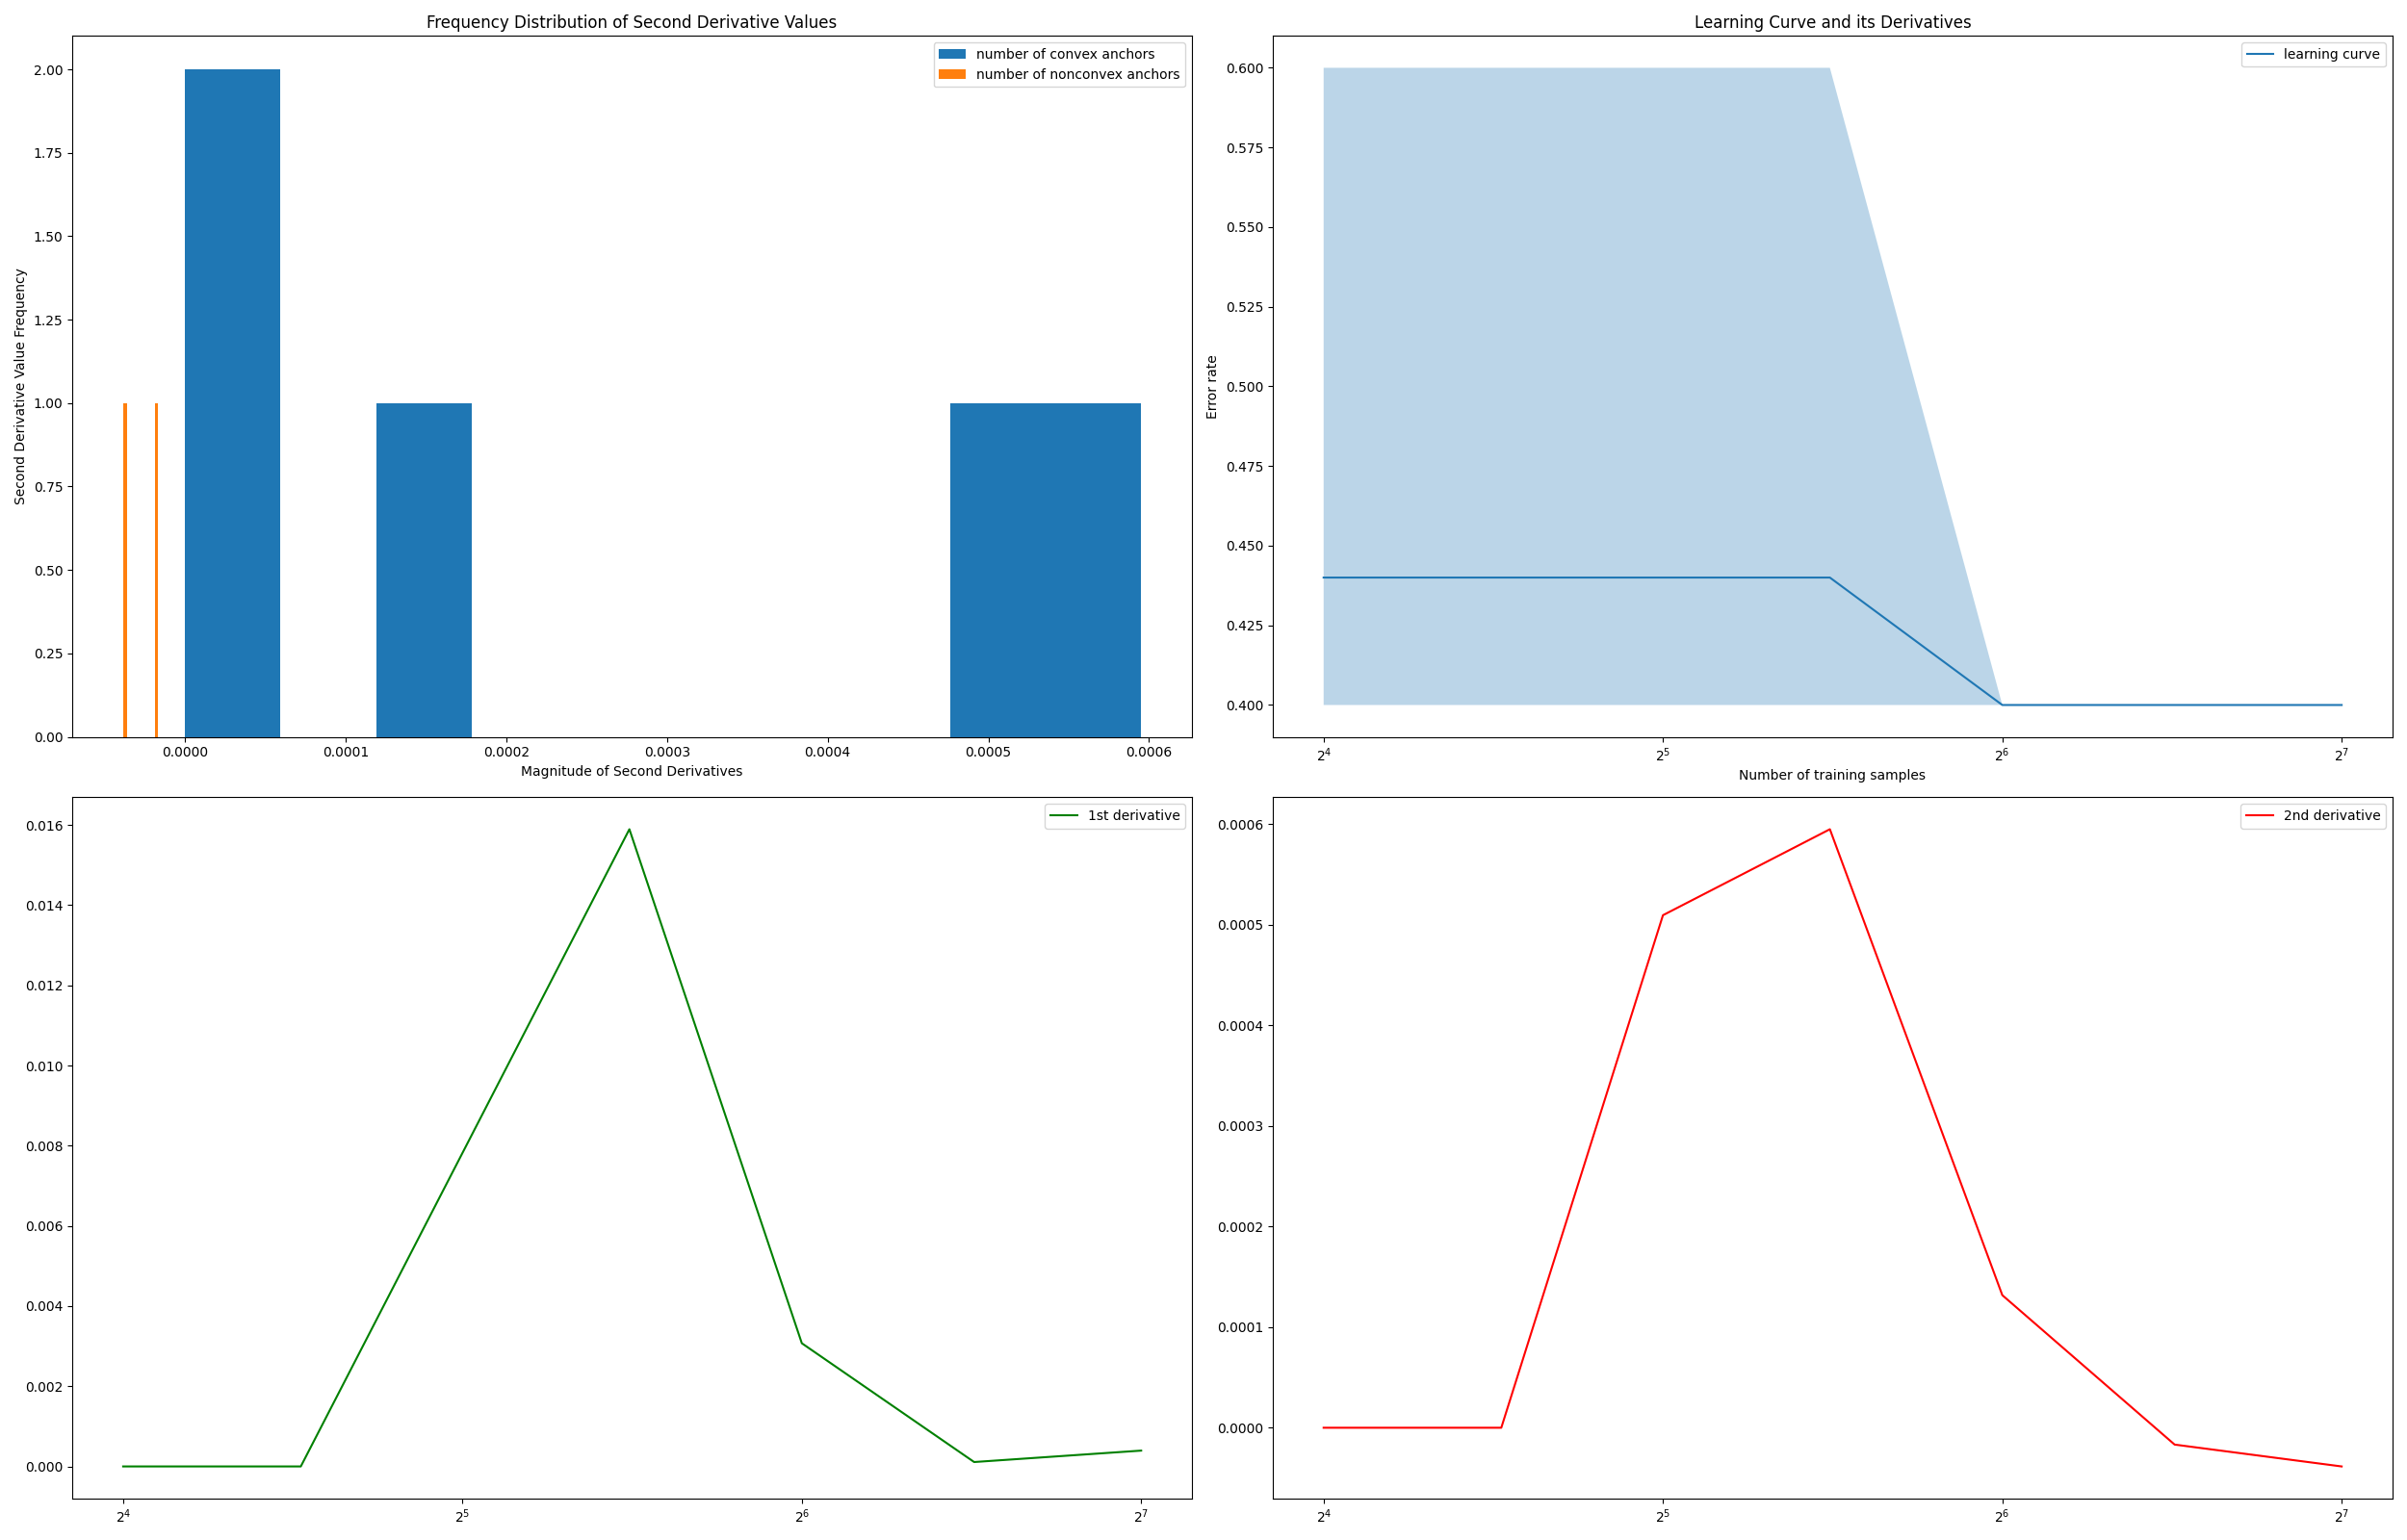 Frequency Distribution of Second Derivative Values
number of convex anchors
number of nonconvex anchors
2.00
1.75
1.50
1.25
1.00
0.75
0.50
0.25
0.00
Second Derivative Value Frequency
0.0000 0.0001 0.0002 0.0003 0.0004 0.0005 0.0006
Magnitude of Second Derivatives
Learning Curve and its Derivatives
learning curve
0.600
0.575
0.550
0.525
0.500
0.475
0.450
0.425
0.400
Error rate
2⁴ 2⁵ 2⁶ 2⁷
Number of training samples
1st derivative
0.016
0.014
0.012
0.010
0.008
0.006
0.004
0.002
0.000
2⁴ 2⁵ 2⁶ 2⁷
2nd derivative
0.0006
0.0005
0.0004
0.0003
0.0002
0.0001
0.0000
2⁴ 2⁵ 2⁶ 2⁷